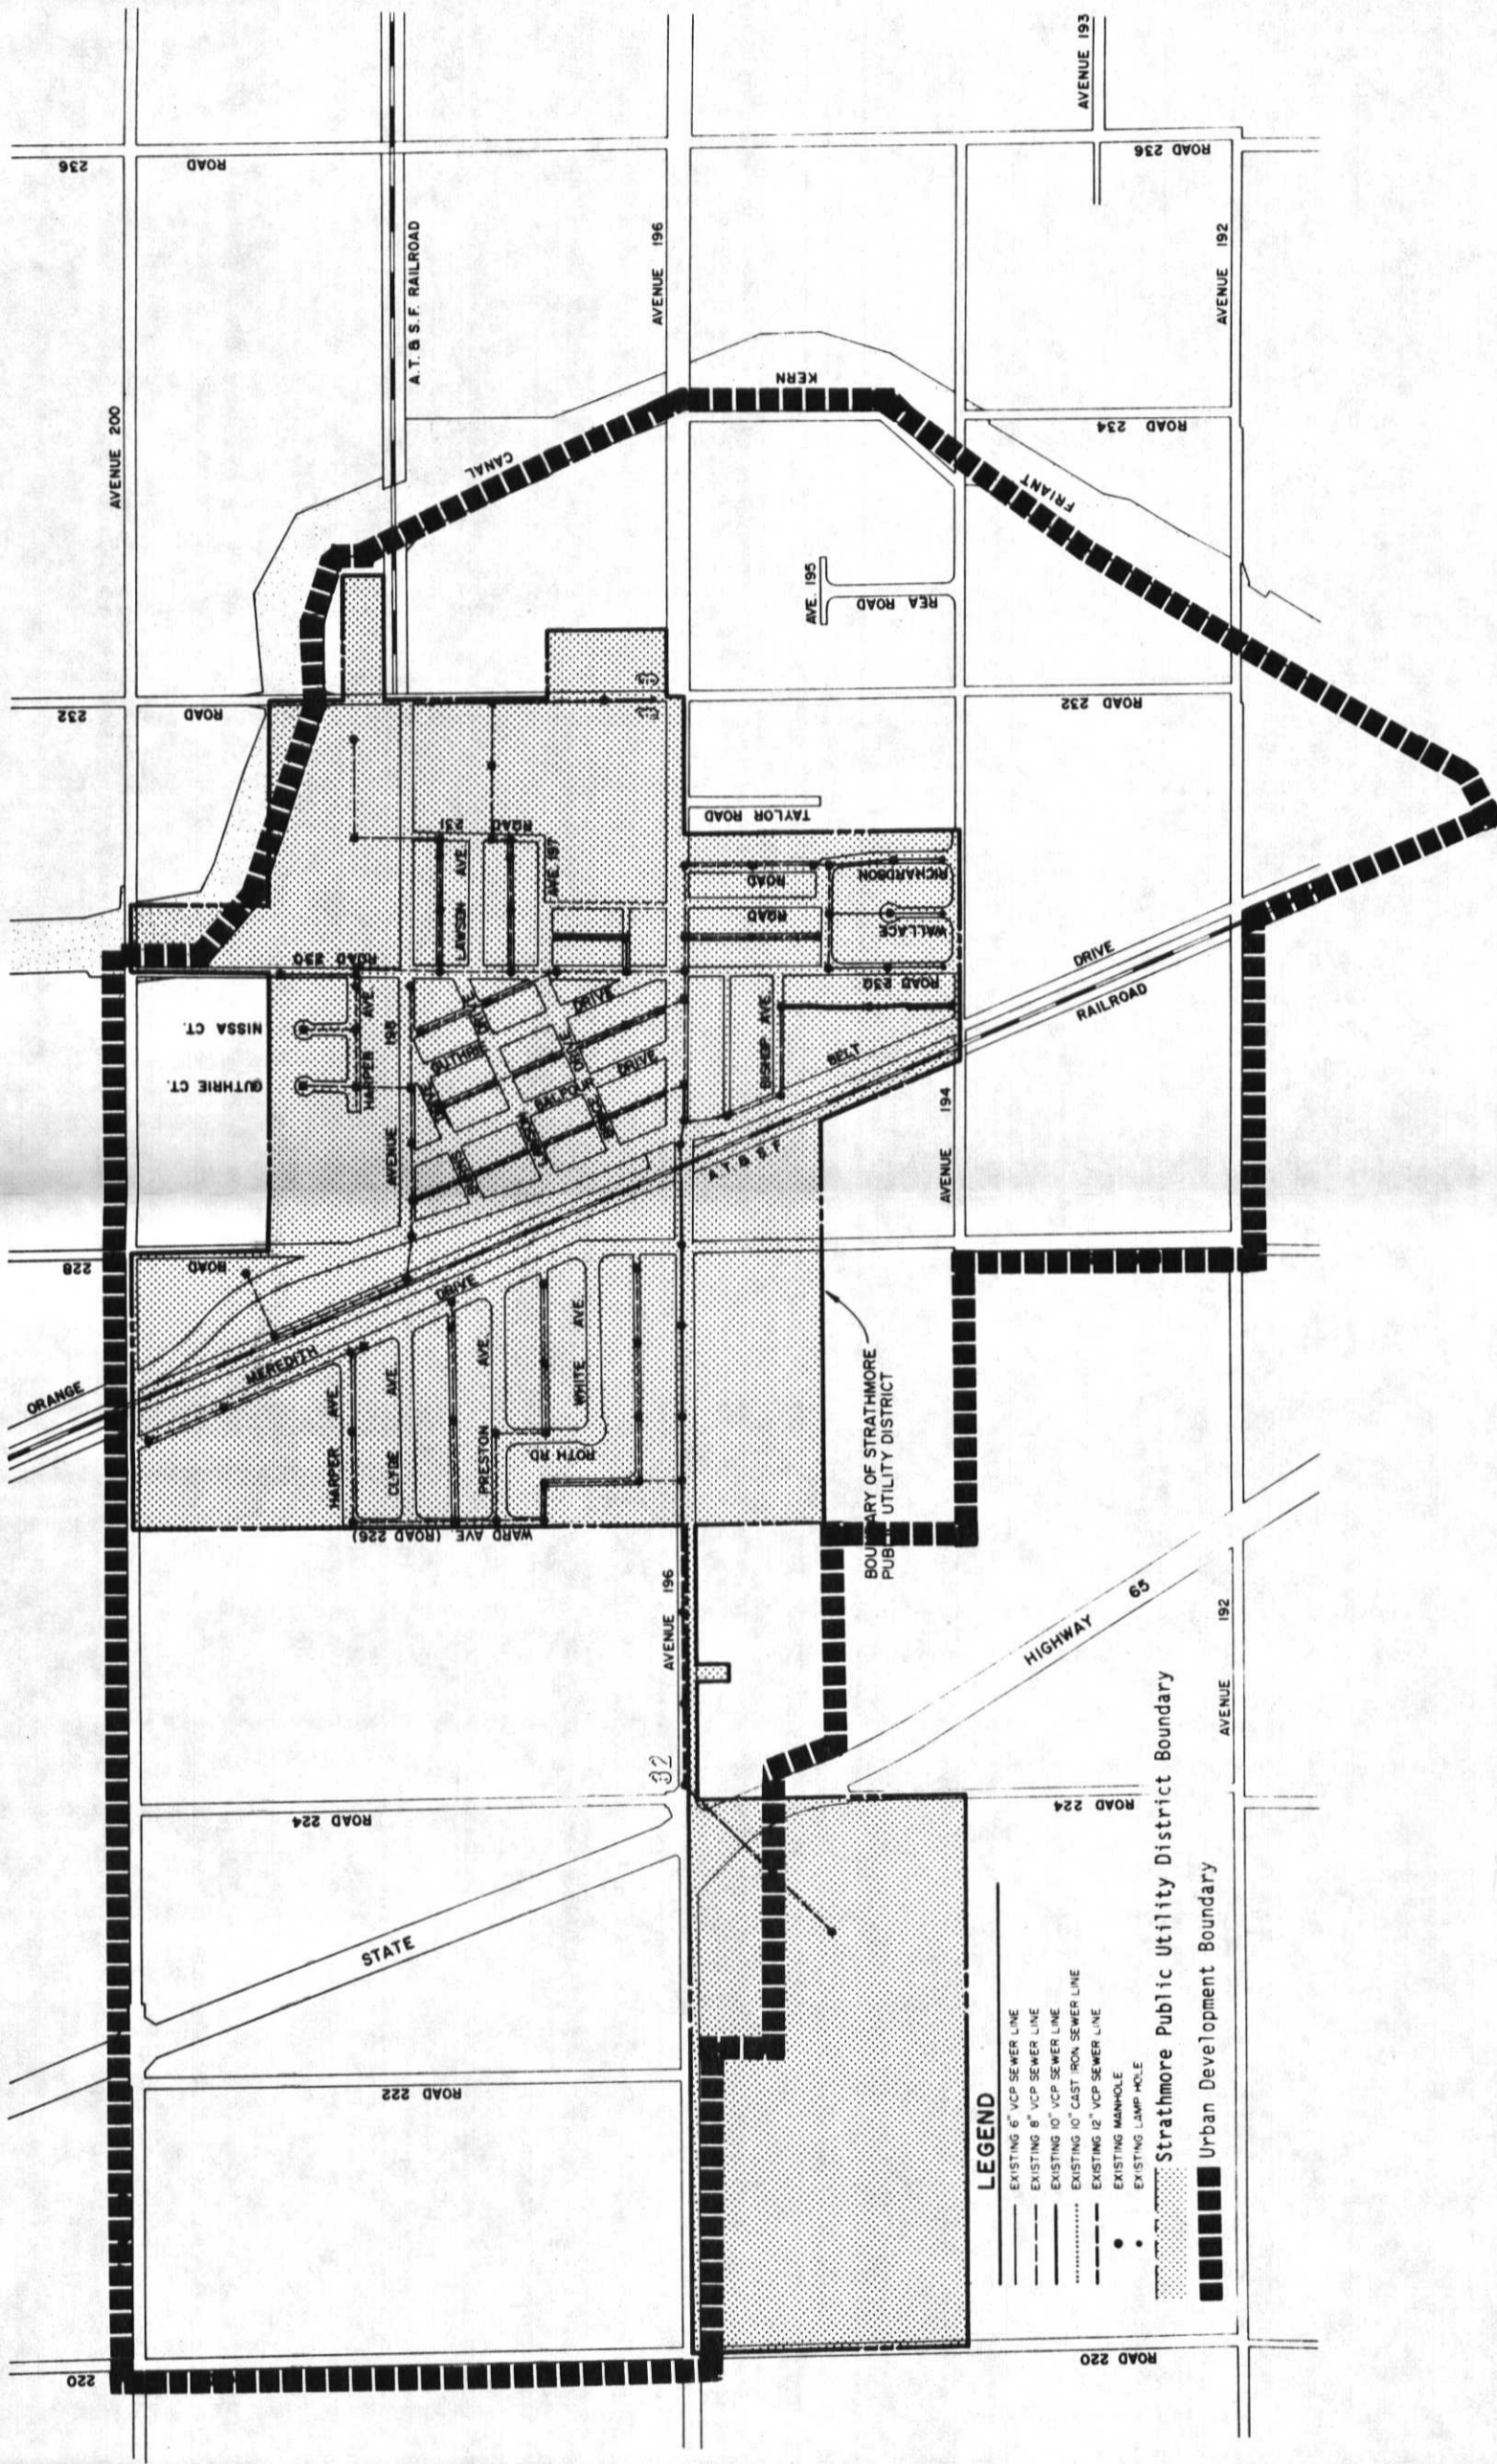 236
ROAD
AVENUE 200
A.T. & S.F. RAILROAD
AVENUE 196
AVENUE 193
ROAD 236
AVENUE 192
KERN
CANAL
FRIANT
ROAD 234
AVE. 195
REA ROAD
232
ROAD
ROAD 232
TAYLOR ROAD
ROAD 231
LAWSON AVE.
AVE. 197
ROAD
ROAD
RICHARDSON
WALLACE
ROAD 230
ROAD 230
NISSA CT.
GUTHRIE CT.
HARPER AVE.
AVENUE 198
GUTHRIE
DRIVE
DRIVE
BALFOUR DRIVE
BURNS
BISHOP AVE.
BELT
DRIVE
RAILROAD
A.T. & S.F.
AVENUE 194
228
ROAD
ORANGE
MEREDITH DRIVE
HARPER AVE.
CLYDE AVE.
PRESTON AVE.
WHITE AVE.
ROTH RD
WARD AVE (ROAD 226)
BOUNDARY OF STRATHMORE
PUBLIC UTILITY DISTRICT
AVENUE 196
32
HIGHWAY 65
AVENUE 192
ROAD 224
ROAD 224
STATE
ROAD 222
220
ROAD 220
LEGEND
EXISTING 6" VCP SEWER LINE
EXISTING 8" VCP SEWER LINE
EXISTING 10" VCP SEWER LINE
EXISTING 10" CAST IRON SEWER LINE
EXISTING 12" VCP SEWER LINE
EXISTING MANHOLE
EXISTING LAMP HOLE
Strathmore Public Utility District Boundary
Urban Development Boundary